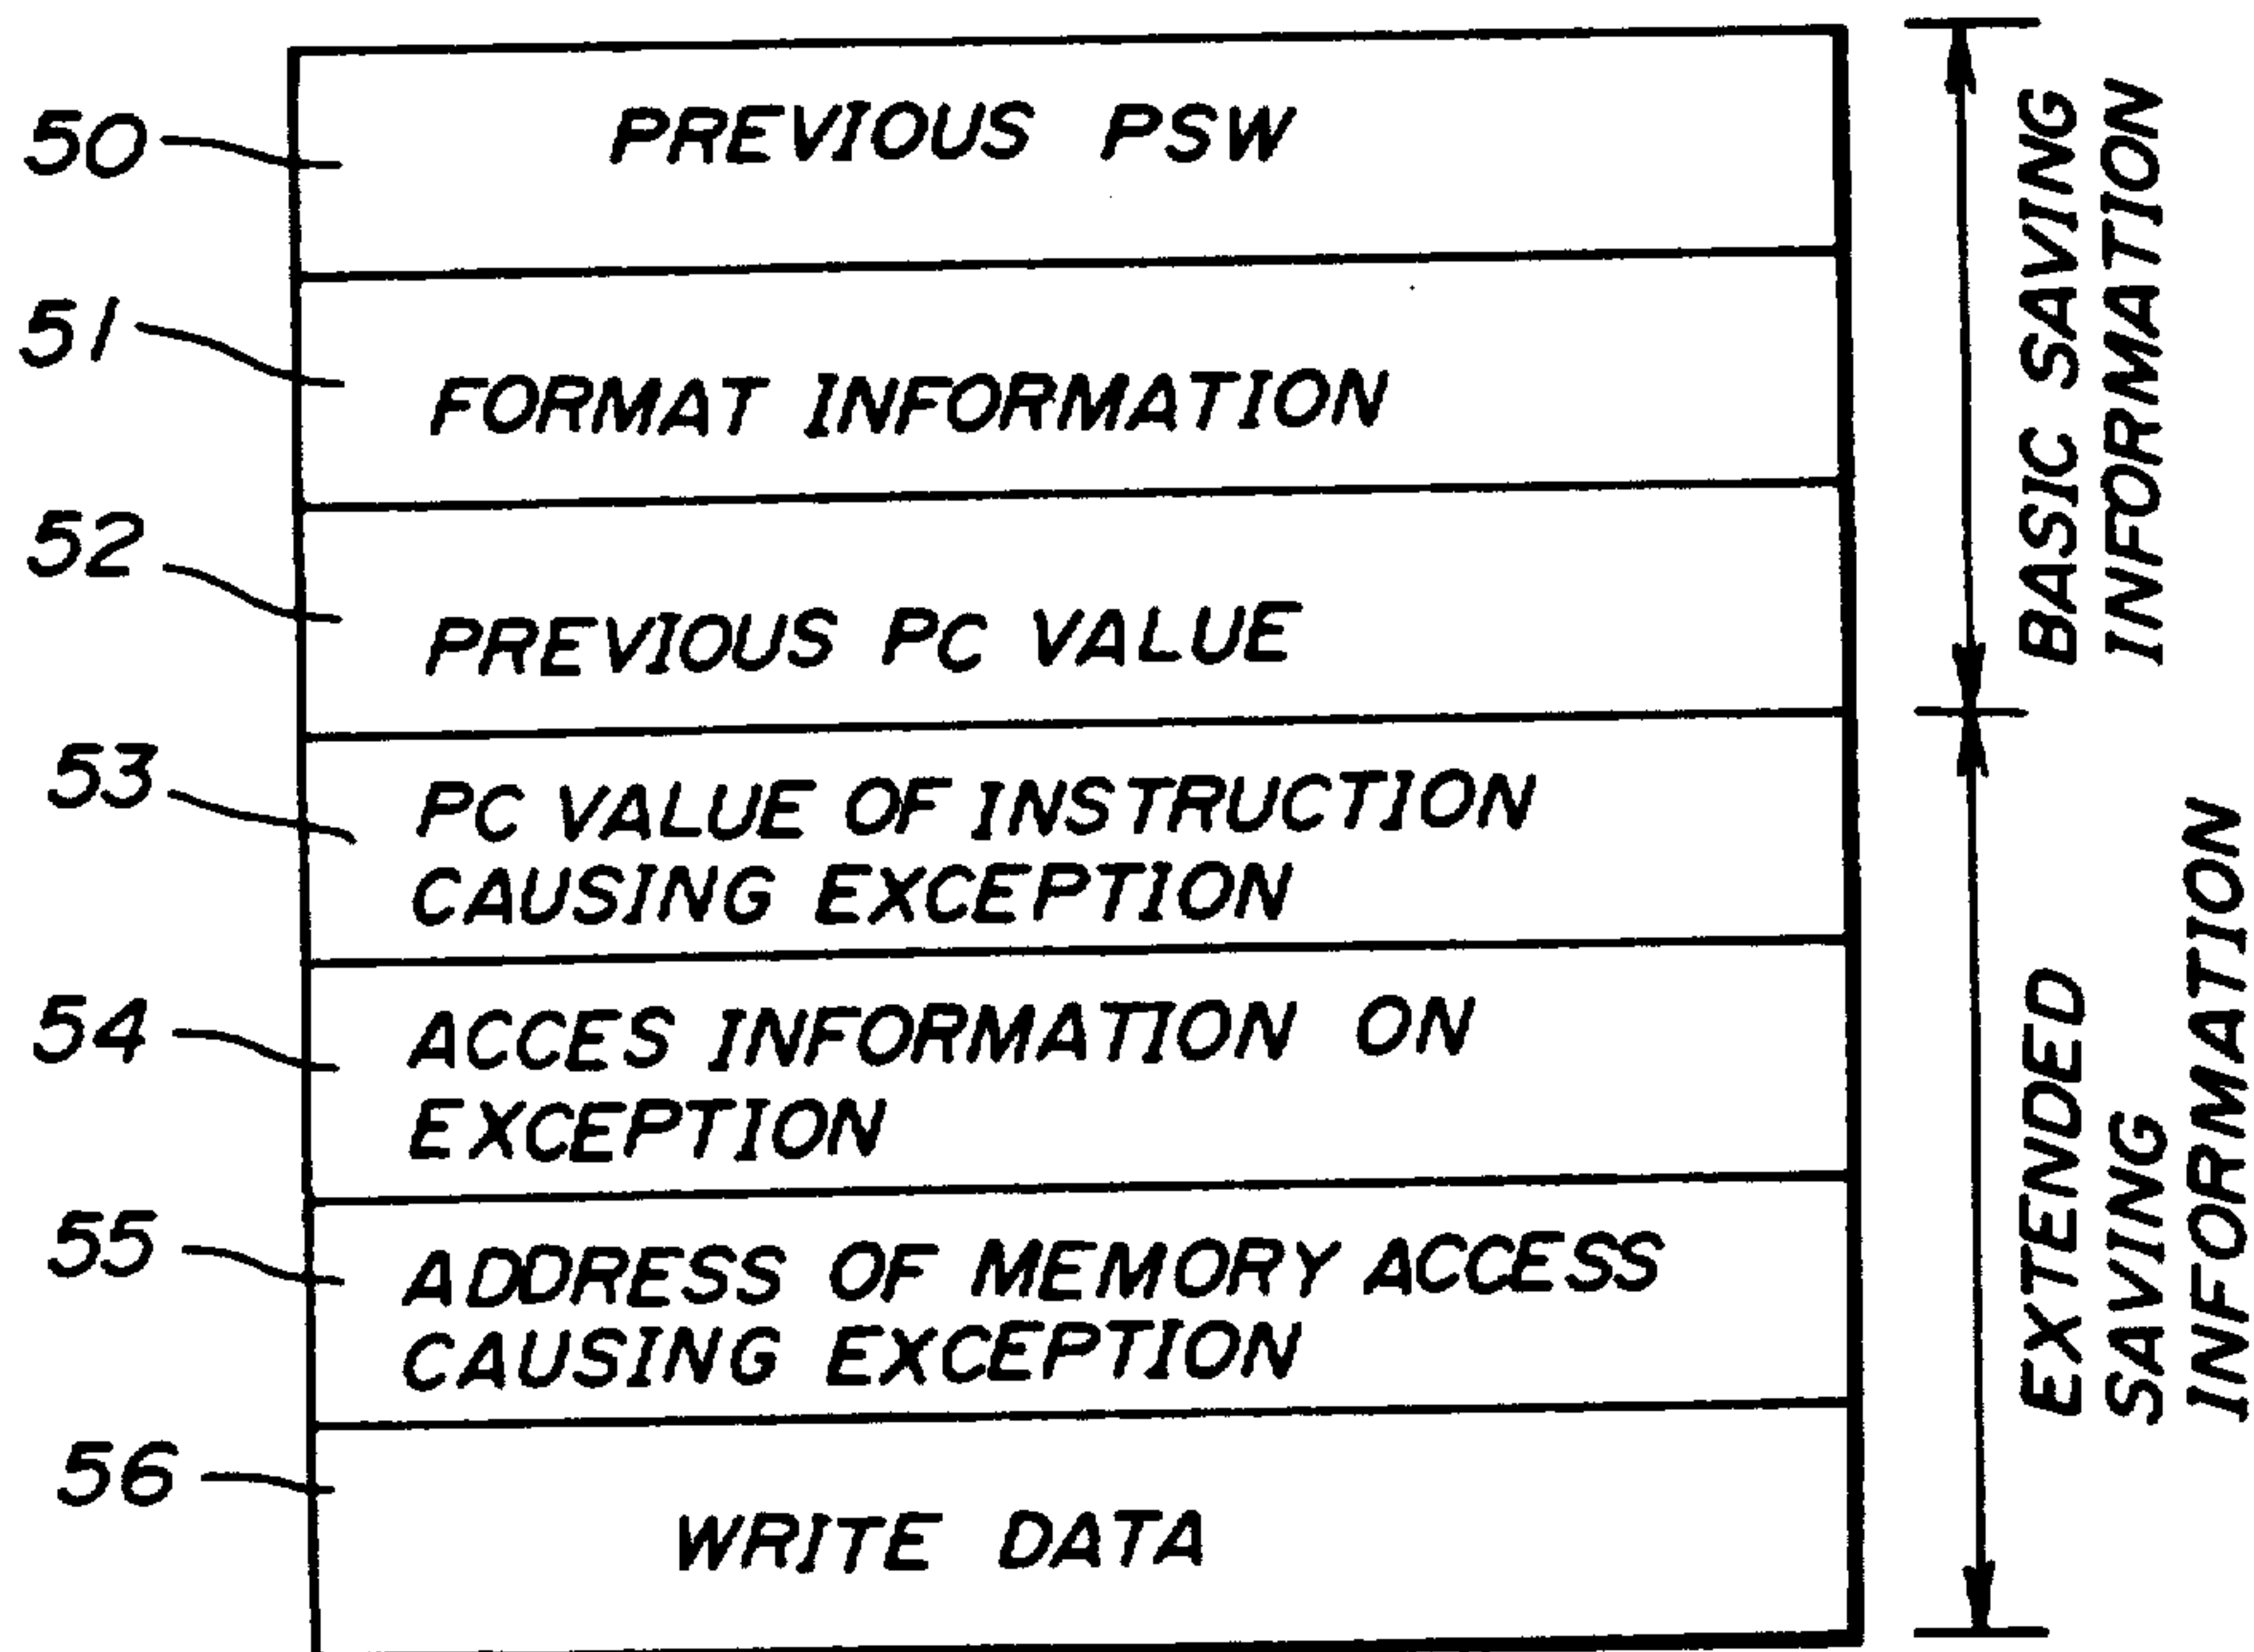 50
PREVIOUS PSW
51
FORMAT INFORMATION
52
PREVIOUS PC VALUE
53
PC VALUE OF INSTRUCTION
CAUSING EXCEPTION
54
ACCES INFORMATION ON
EXCEPTION
55
ADDRESS OF MEMORY ACCESS
CAUSING EXCEPTION
56
WRITE DATA
BASIC SAVING
INFORMATION
EXTENDED
SAVING
INFORMATION